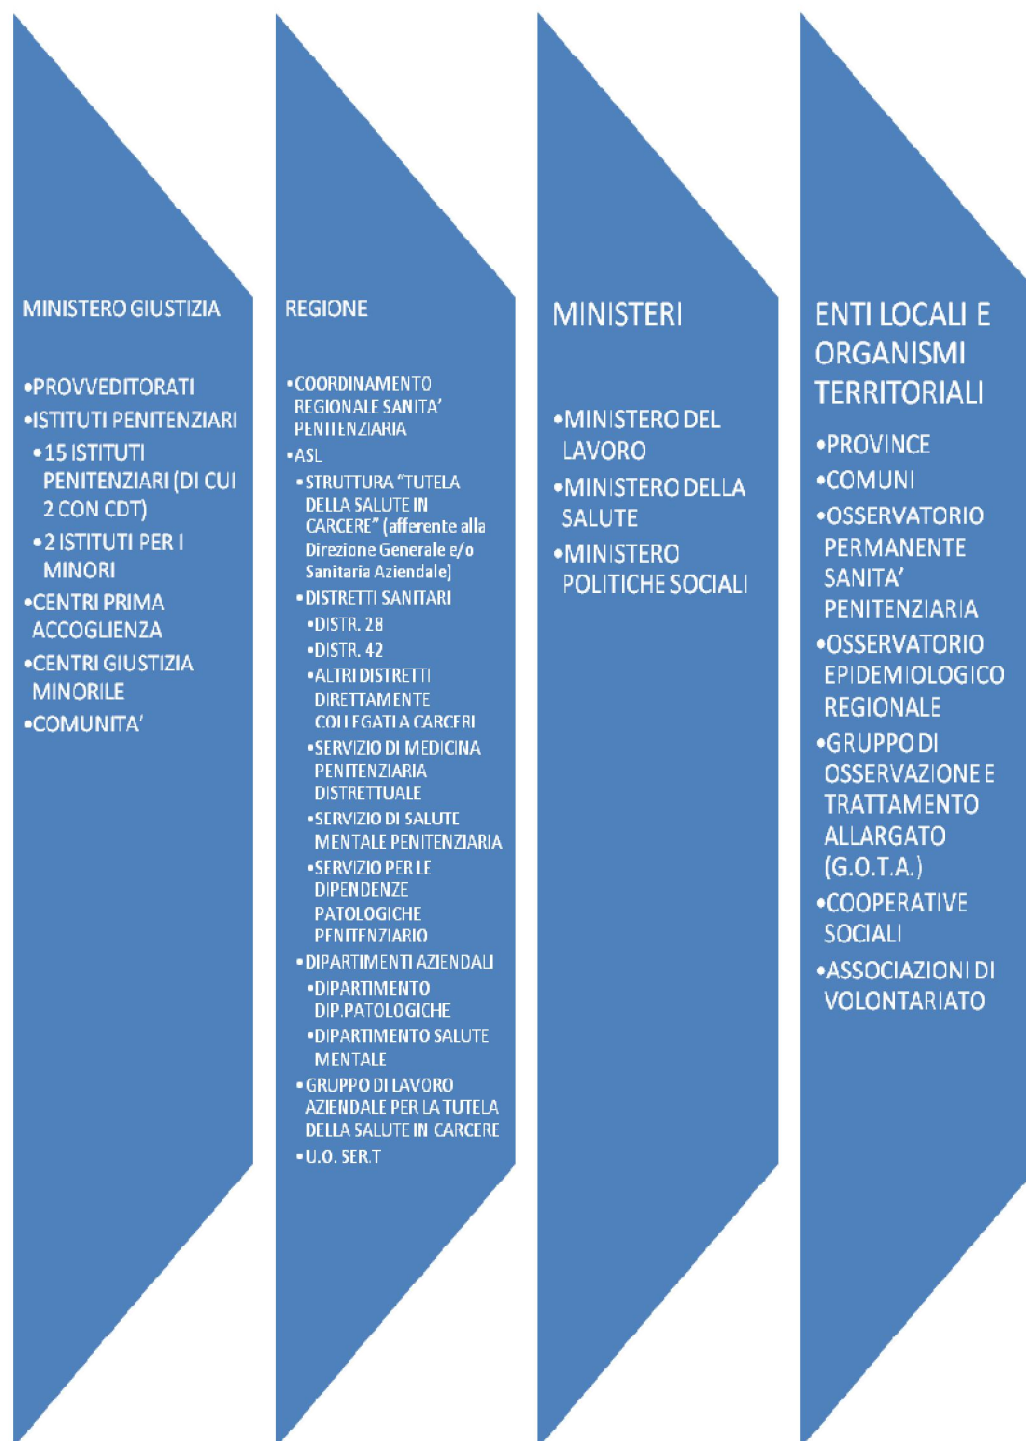 MINISTERO GIUSTIZIA
•PROVVEDITORATI
•ISTITUTI PENITENZIARI
•15 ISTITUTI
PENITENZIARI (DI CUI
2 CON CDT)
•2 ISTITUTI PER I
MINORI
•CENTRI PRIMA
ACCOGLIENZA
•CENTRI GIUSTIZIA
MINORILE
•COMUNITA'
REGIONE
•COORDINAMENTO
REGIONALE SANITA'
PENITENZIARIA
•ASL
•STRUTTURA "TUTELA
DELLA SALUTE IN
CARCERE" (afferente alla
Direzione Generale e/o
Sanitaria Aziendale)
•DISTRETTI SANITARI
•DISTR. 28
•DISTR. 42
•ALTRI DISTRETTI
DIRETTAMENTE
COLLEGATI A CARCERI
•SERVIZIO DI MEDICINA
PENITENZIARIA
DISTRETTUALE
•SERVIZIO DI SALUTE
MENTALE PENITENZIARIA
•SERVIZIO PER LE
DIPENDENZE
PATOLOGICHE
PENITENZIARIO
•DIPARTIMENTI AZIENDALI
•DIPARTIMENTO
DIP.PATOLOGICHE
•DIPARTIMENTO SALUTE
MENTALE
•GRUPPO DI LAVORO
AZIENDALE PER LA TUTELA
DELLA SALUTE IN CARCERE
•U.O. SER.T
MINISTERI
•MINISTERO DEL
LAVORO
•MINISTERO DELLA
SALUTE
•MINISTERO
POLITICHE SOCIALI
ENTI LOCALI E
ORGANISMI
TERRITORIALI
•PROVINCE
•COMUNI
•OSSERVATORIO
PERMANENTE
SANITA'
PENITENZIARIA
•OSSERVATORIO
EPIDEMIOLOGICO
REGIONALE
•GRUPPO DI
OSSERVAZIONE E
TRATTAMENTO
ALLARGATO
(G.O.T.A.)
•COOPERATIVE
SOCIALI
•ASSOCIAZIONI DI
VOLONTARIATO